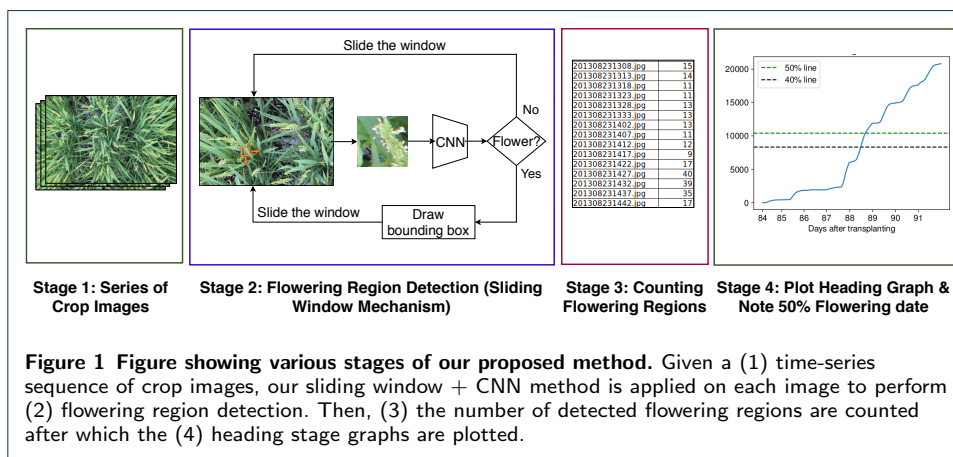 Slide the window
No
CNN
Flower?
Yes
Slide the window
Draw
bounding box
201308231308.jpg 15
201308231313.jpg 14
201308231318.jpg 11
201308231323.jpg 11
201308231328.jpg 13
201308231333.jpg 13
201308231402.jpg 13
201308231407.jpg 11
201308231412.jpg 12
201308231417.jpg 9
201308231422.jpg 17
201308231427.jpg 40
201308231432.jpg 39
201308231437.jpg 35
201308231442.jpg 17
50% line
40% line
20000
15000
10000
5000
0
84 85 86 87 88 89 90 91
Days after transplanting
Stage 1: Series of
Crop Images
Stage 2: Flowering Region Detection (Sliding
Window Mechanism)
Stage 3: Counting
Flowering Regions
Stage 4: Plot Heading Graph &
Note 50% Flowering date
Figure 1 Figure showing various stages of our proposed method. Given a (1) time-series
sequence of crop images, our sliding window + CNN method is applied on each image to perform
(2) flowering region detection. Then, (3) the number of detected flowering regions are counted
after which the (4) heading stage graphs are plotted.